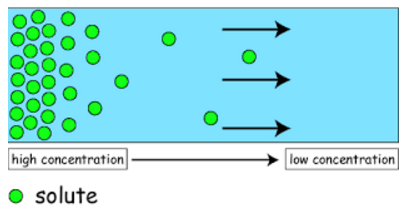 high concentration
low concentration
solute